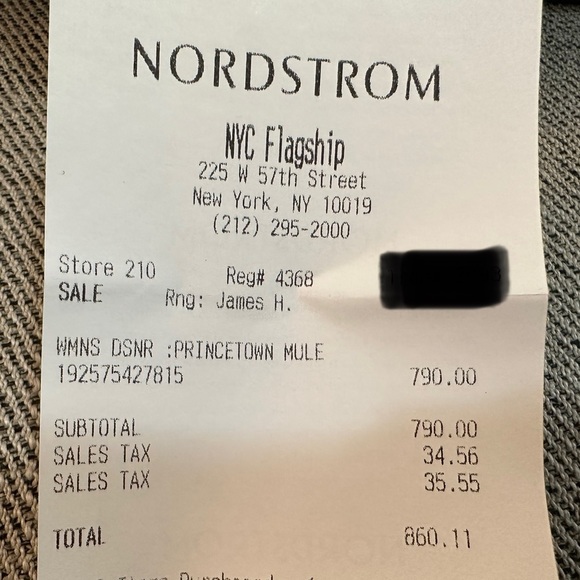 NORDSTROM
NYC Flagship
225 W 57th Street
New York, NY 10019
(212) 295-2000
Store 210 Reg# 4368
SALE Rng: James H.
WMNS DSNR :PRINCETOWN MULE
192575427815 790.00
SUBTOTAL 790.00
SALES TAX 34.56
SALES TAX 35.55
TOTAL 860.11